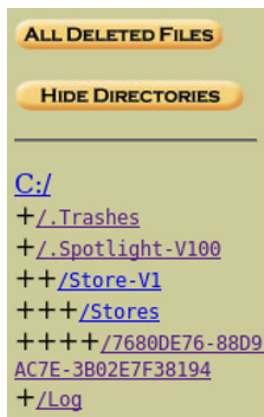 ALL DELETED FILES
HIDE DIRECTORIES
C:/
+/.Trashes
+/.Spotlight-V100
++/Store-V1
+++/Stores
++++/7680DE76-88D9
AC7E-3B02E7F38194
+/Log